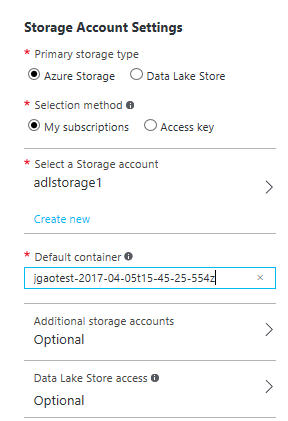 Storage Account Settings
* Primary storage type
Azure Storage Data Lake Store
* Selection method
My subscriptions Access key
* Select a Storage account
adlstorage1
Create new
* Default container
jgaotest-2017-04-05t15-45-25-554z
Additional storage accounts
Optional
Data Lake Store access
Optional